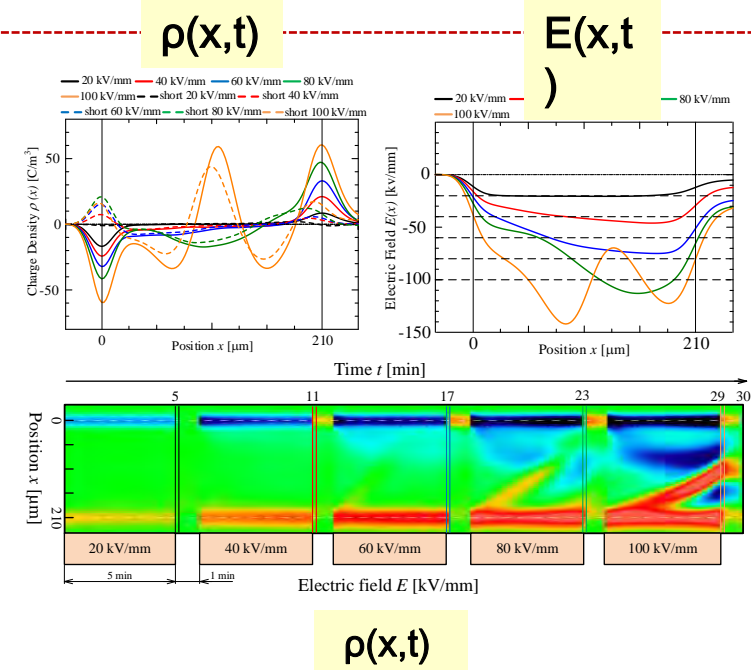 ρ(x,t)
E(x,t
)
20 kV/mm 40 kV/mm 60 kV/mm 80 kV/mm
100 kV/mm short 20 kV/mm short 40 kV/mm
short 60 kV/mm short 80 kV/mm short 100 kV/mm
Charge Density ρ (x) [C/m³]
50
0
-50
0
210
Position x [μm]
20 kV/mm
80 kV/mm
100 kV/mm
Electric Field E(x) [kv/mm]
0
-50
-100
-150
0
210
Position x [μm]
Time t [min]
5 11 17 23 29 30
Position x [μm]
0
210
20 kV/mm 40 kV/mm 60 kV/mm 80 kV/mm 100 kV/mm
5 min 1 min
Electric field E [kV/mm]
ρ(x,t)